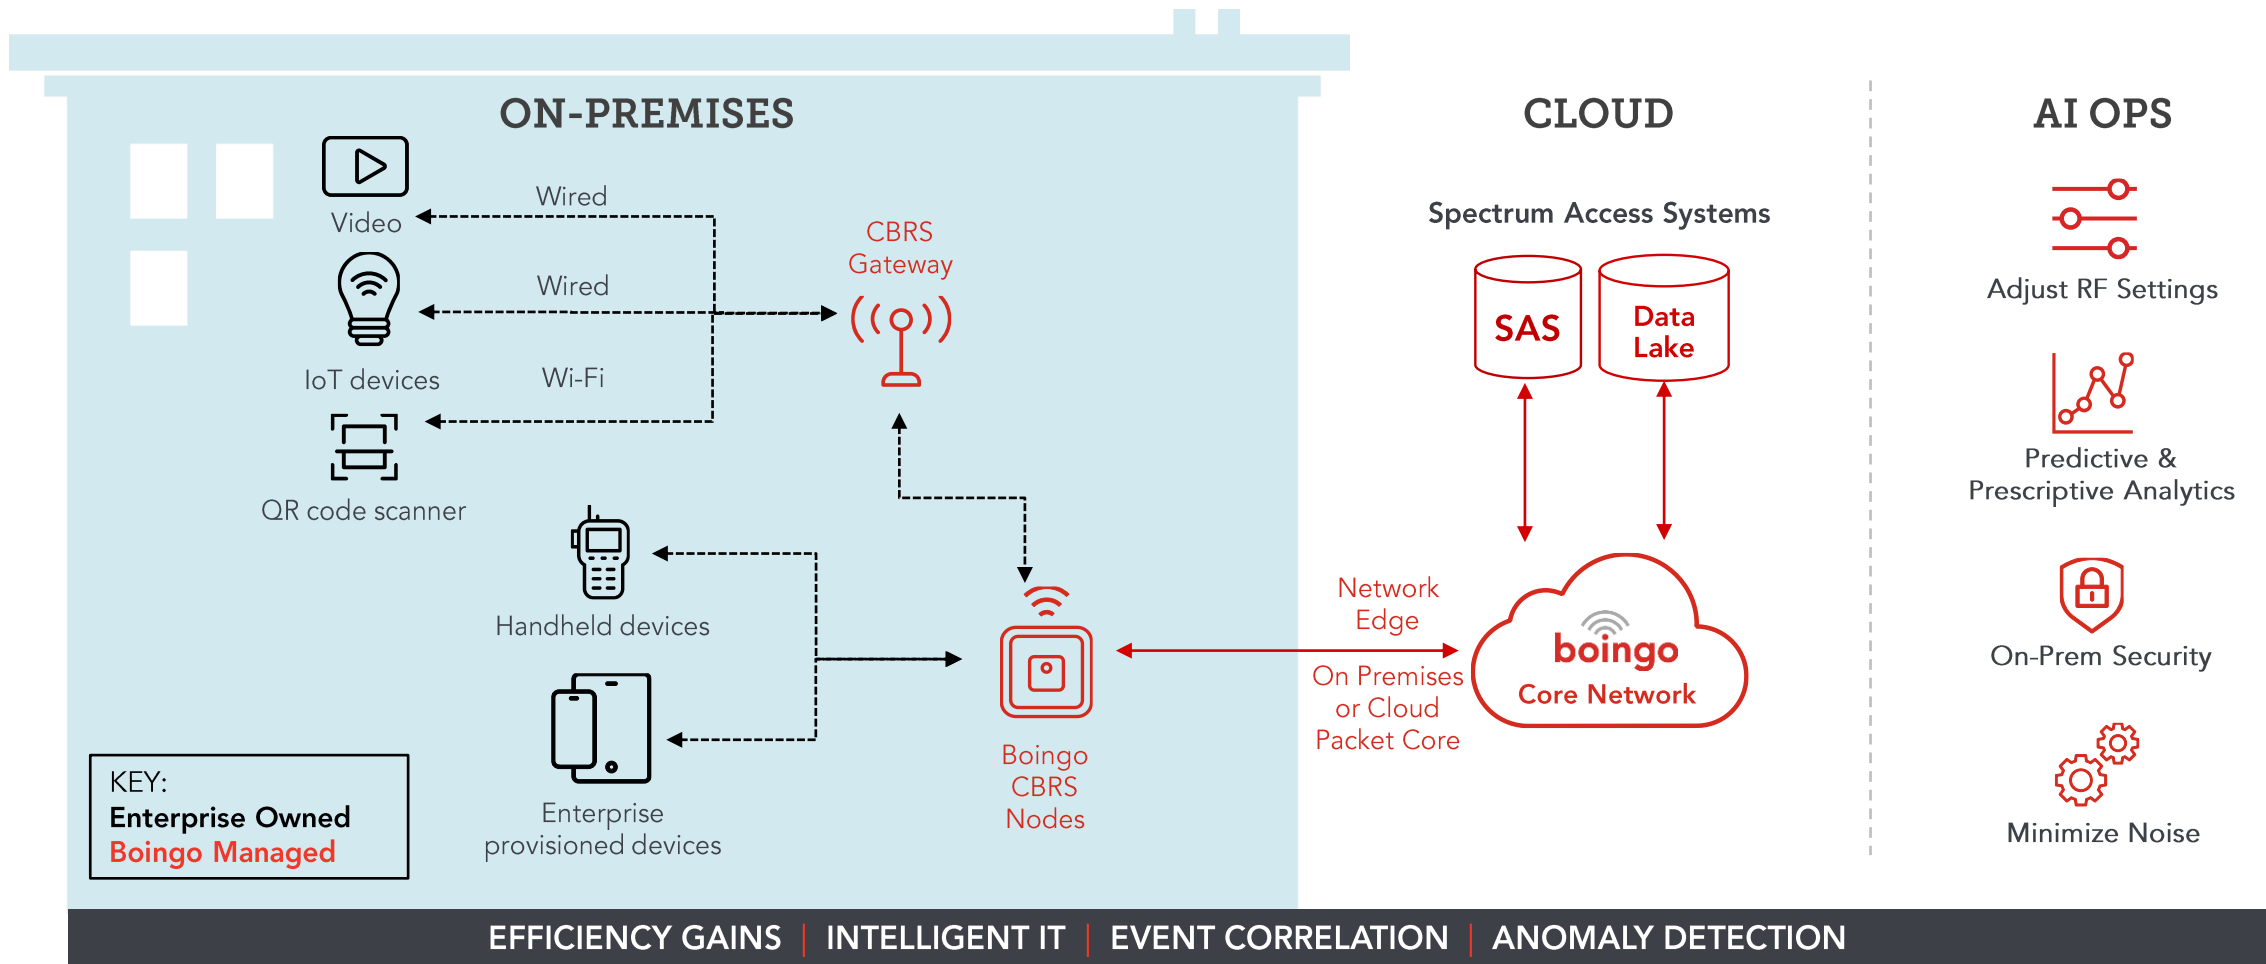 ON-PREMISES
Video
Wired
IoT devices
Wired
QR code scanner
Wi-Fi
CBRS
Gateway
Handheld devices
Enterprise
provisioned devices
Boingo
CBRS
Nodes
KEY:
Enterprise Owned
Boingo Managed
Network
Edge
On Premises
or Cloud
Packet Core
CLOUD
Spectrum Access Systems
SAS
Data
Lake
boingo
Core Network
AI OPS
Adjust RF Settings
Predictive &
Prescriptive Analytics
On-Prem Security
Minimize Noise
EFFICIENCY GAINS | INTELLIGENT IT | EVENT CORRELATION | ANOMALY DETECTION